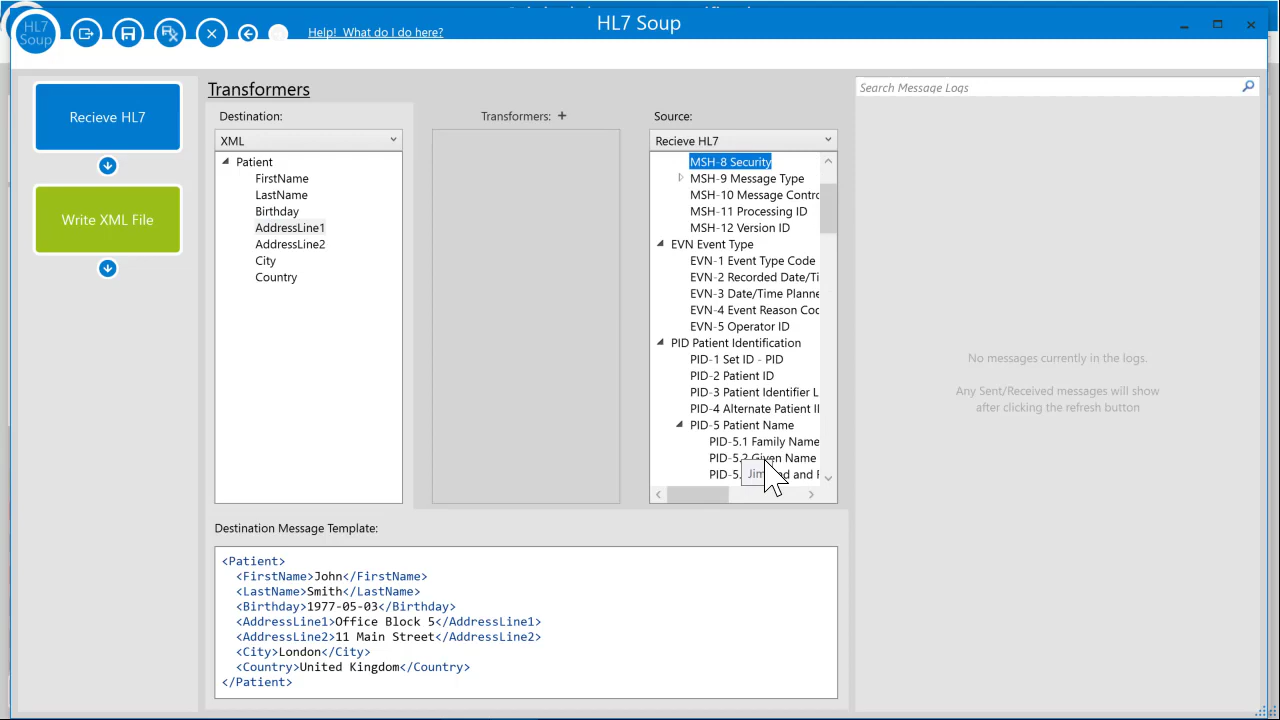 HL7 Soup
HL7
Soup
Help! What do I do here?
Recieve HL7
Write XML File
Transformers
Destination:
XML
Patient
FirstName
LastName
Birthday
AddressLine1
AddressLine2
City
Country
Transformers: +
Source:
Recieve HL7
MSH-8 Security
MSH-9 Message Type
MSH-10 Message Contro
MSH-11 Processing ID
MSH-12 Version ID
EVN Event Type
EVN-1 Event Type Code
EVN-2 Recorded Date/Ti
EVN-3 Date/Time Planne
EVN-4 Event Reason Coo
EVN-5 Operator ID
PID Patient Identification
PID-1 Set ID - PID
PID-2 Patient ID
PID-3 Patient Identifier L
PID-4 Alternate Patient I
PID-5 Patient Name
PID-5.1 Family Name
PID-5.2 Given Name
PID-5. Jim and
Search Message Logs
No messages currently in the logs.
Any Sent/Received messages will show
after clicking the refresh button
Destination Message Template:
<Patient>
<FirstName>John</FirstName>
<LastName>Smith</LastName>
<Birthday>1977-05-03</Birthday>
<AddressLine1>Office Block 5</AddressLine1>
<AddressLine2>11 Main Street</AddressLine2>
<City>London</City>
<Country>United Kingdom</Country>
</Patient>